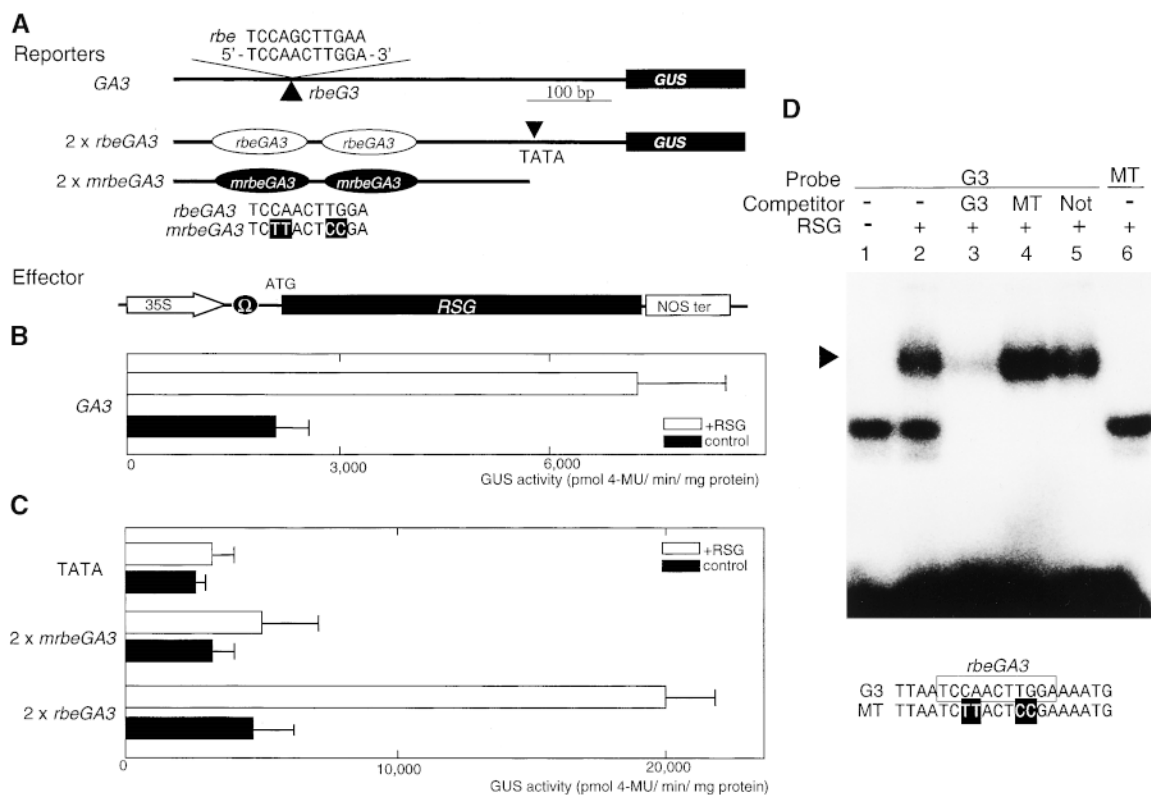 A
Reporters
rbe TCCAGCTTGAA
5'-TCCAACTTGGA-3'
GA3
rbeG3
100 bp
GUS
2 x rbeGA3
rbeGA3 rbeGA3
TATA
GUS
2 x mrbeGA3
mrbeGA3 mrbeGA3
rbeGA3 TCCAACTTGGA
mrbeGA3 TCTTACTCCGA
Effector
35S Ω ATG RSG NOS ter
B
GA3
+RSG
control
0 3,000 6,000
GUS activity (pmol 4-MU/ min/ mg protein)
C
TATA
2 x mrbeGA3
2 x rbeGA3
+RSG
control
0 10,000 20,000
GUS activity (pmol 4-MU/ min/ mg protein)
D
Probe G3 MT
Competitor - - G3 MT Not -
RSG - + + + + +
1 2 3 4 5 6
rbeGA3
G3 TTAATCCAACTTGGAAAATG
MT TTAATCTTACTCCGAAAATG